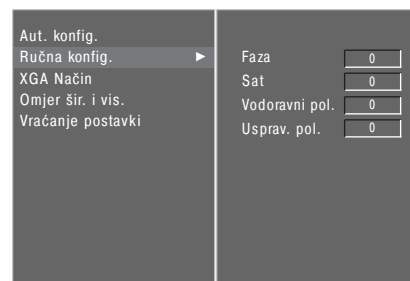 Aut. konfig.
Ručna konfig. ►
XGA Način
Omjer šir. i vis.
Vraćanje postavki
Faza 0
Sat 0
Vodoravni pol. 0
Usprav. pol. 0